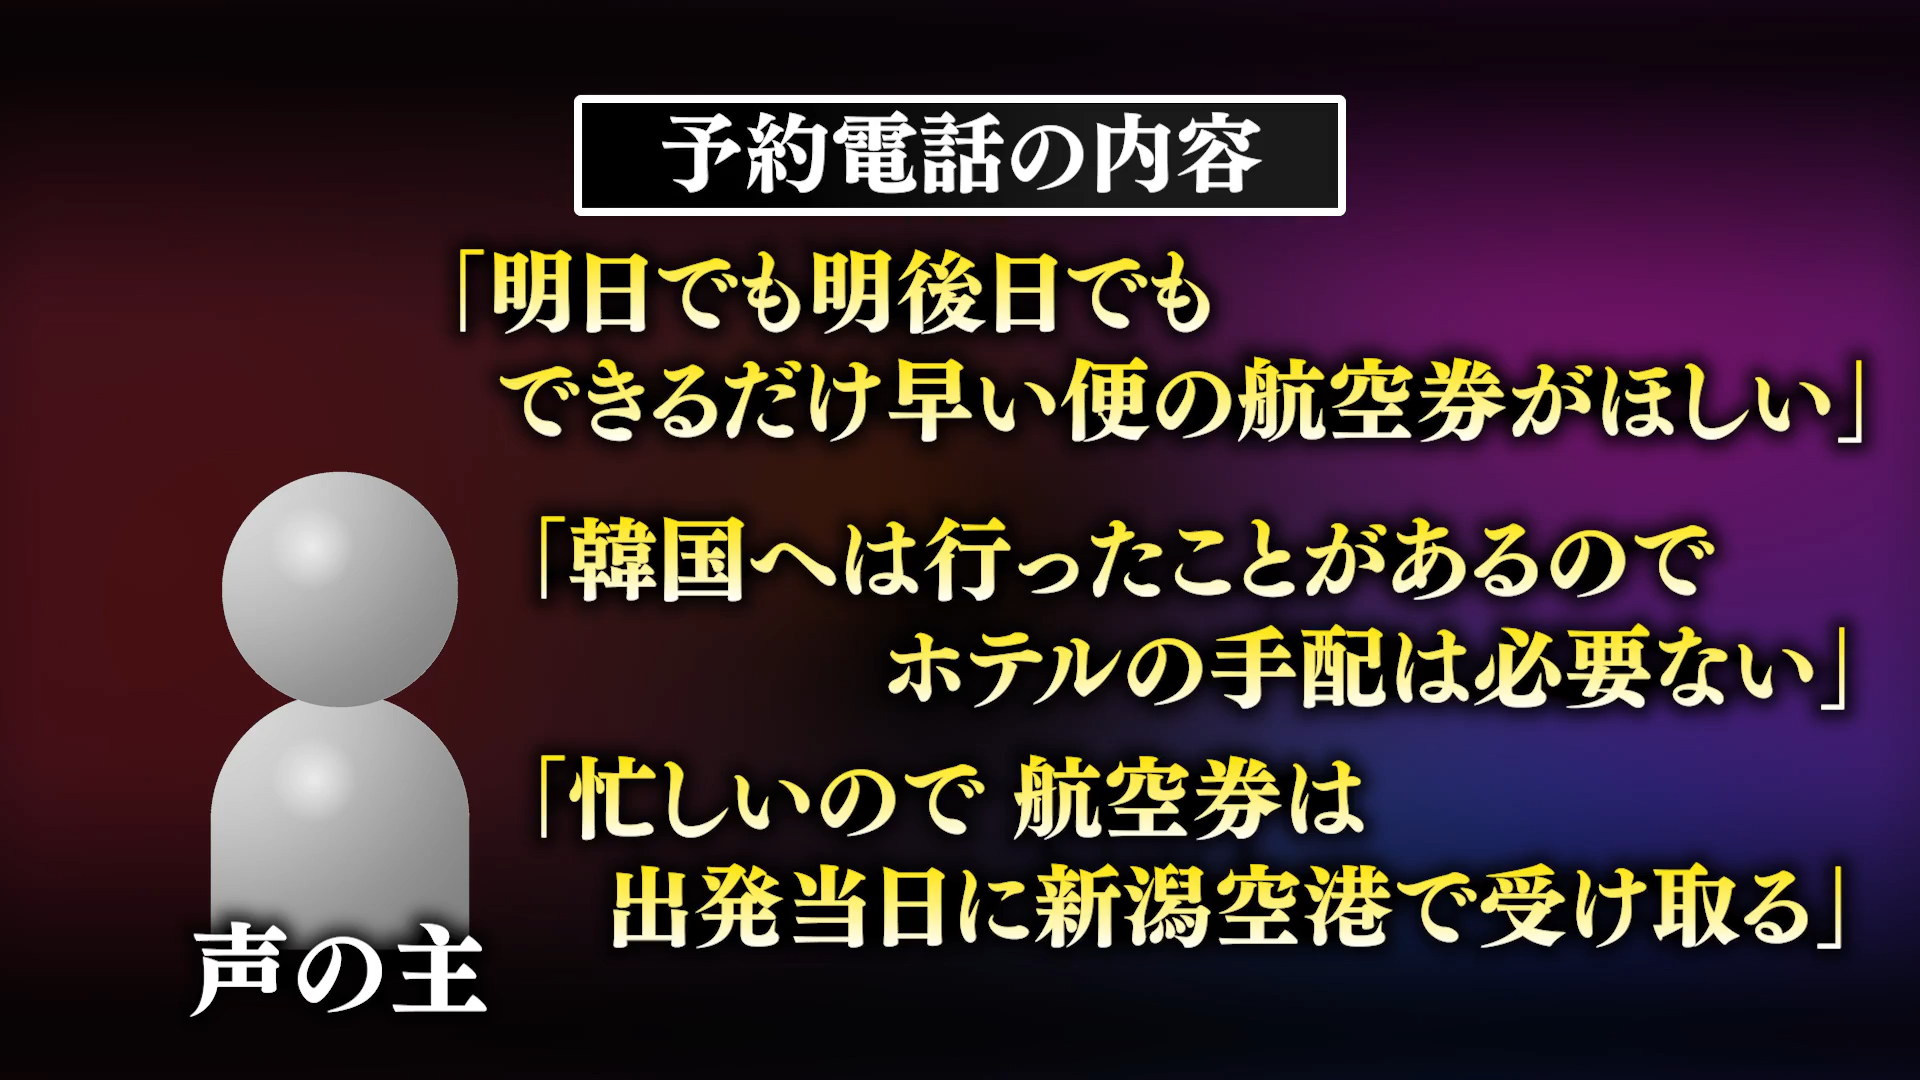 予約電話の内容
「明日でも明後日でも
できるだけ早い便の航空券がほしい」
「韓国へは行ったことがあるので
ホテルの手配は必要ない」
「忙しいので 航空券は
出発当日に新潟空港で受け取る」
声の主